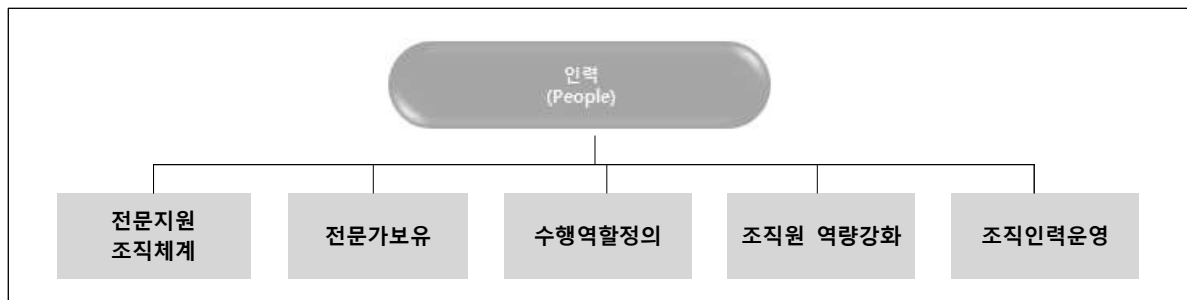 인력
(People)
전문지원
조직체계
전문가보유
수행역할정의
조직원 역량강화
조직인력운영